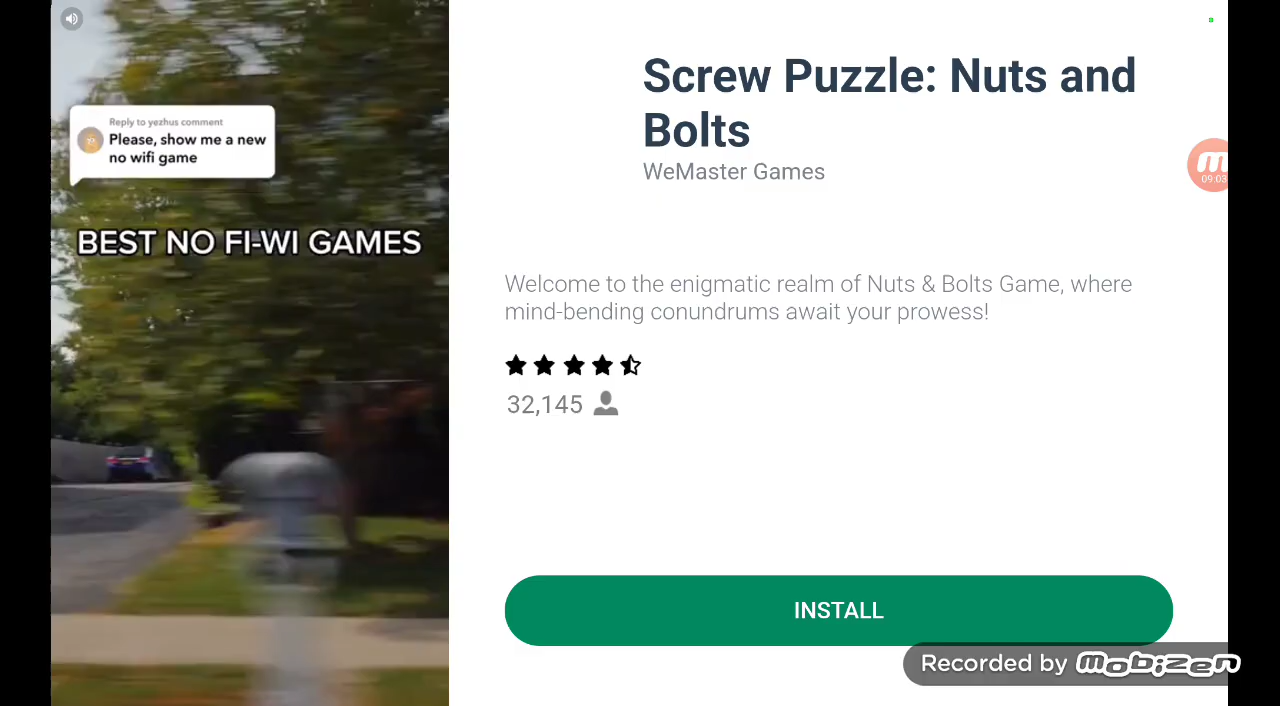 Reply to yezhus comment
Please, show me a new
no wifi game
BEST NO FI-WI GAMES
Screw Puzzle: Nuts and
Bolts
WeMaster Games
Welcome to the enigmatic realm of Nuts & Bolts Game, where
mind-bending conundrums await your prowess!
32,145
INSTALL
09:03
Recorded by mobizen